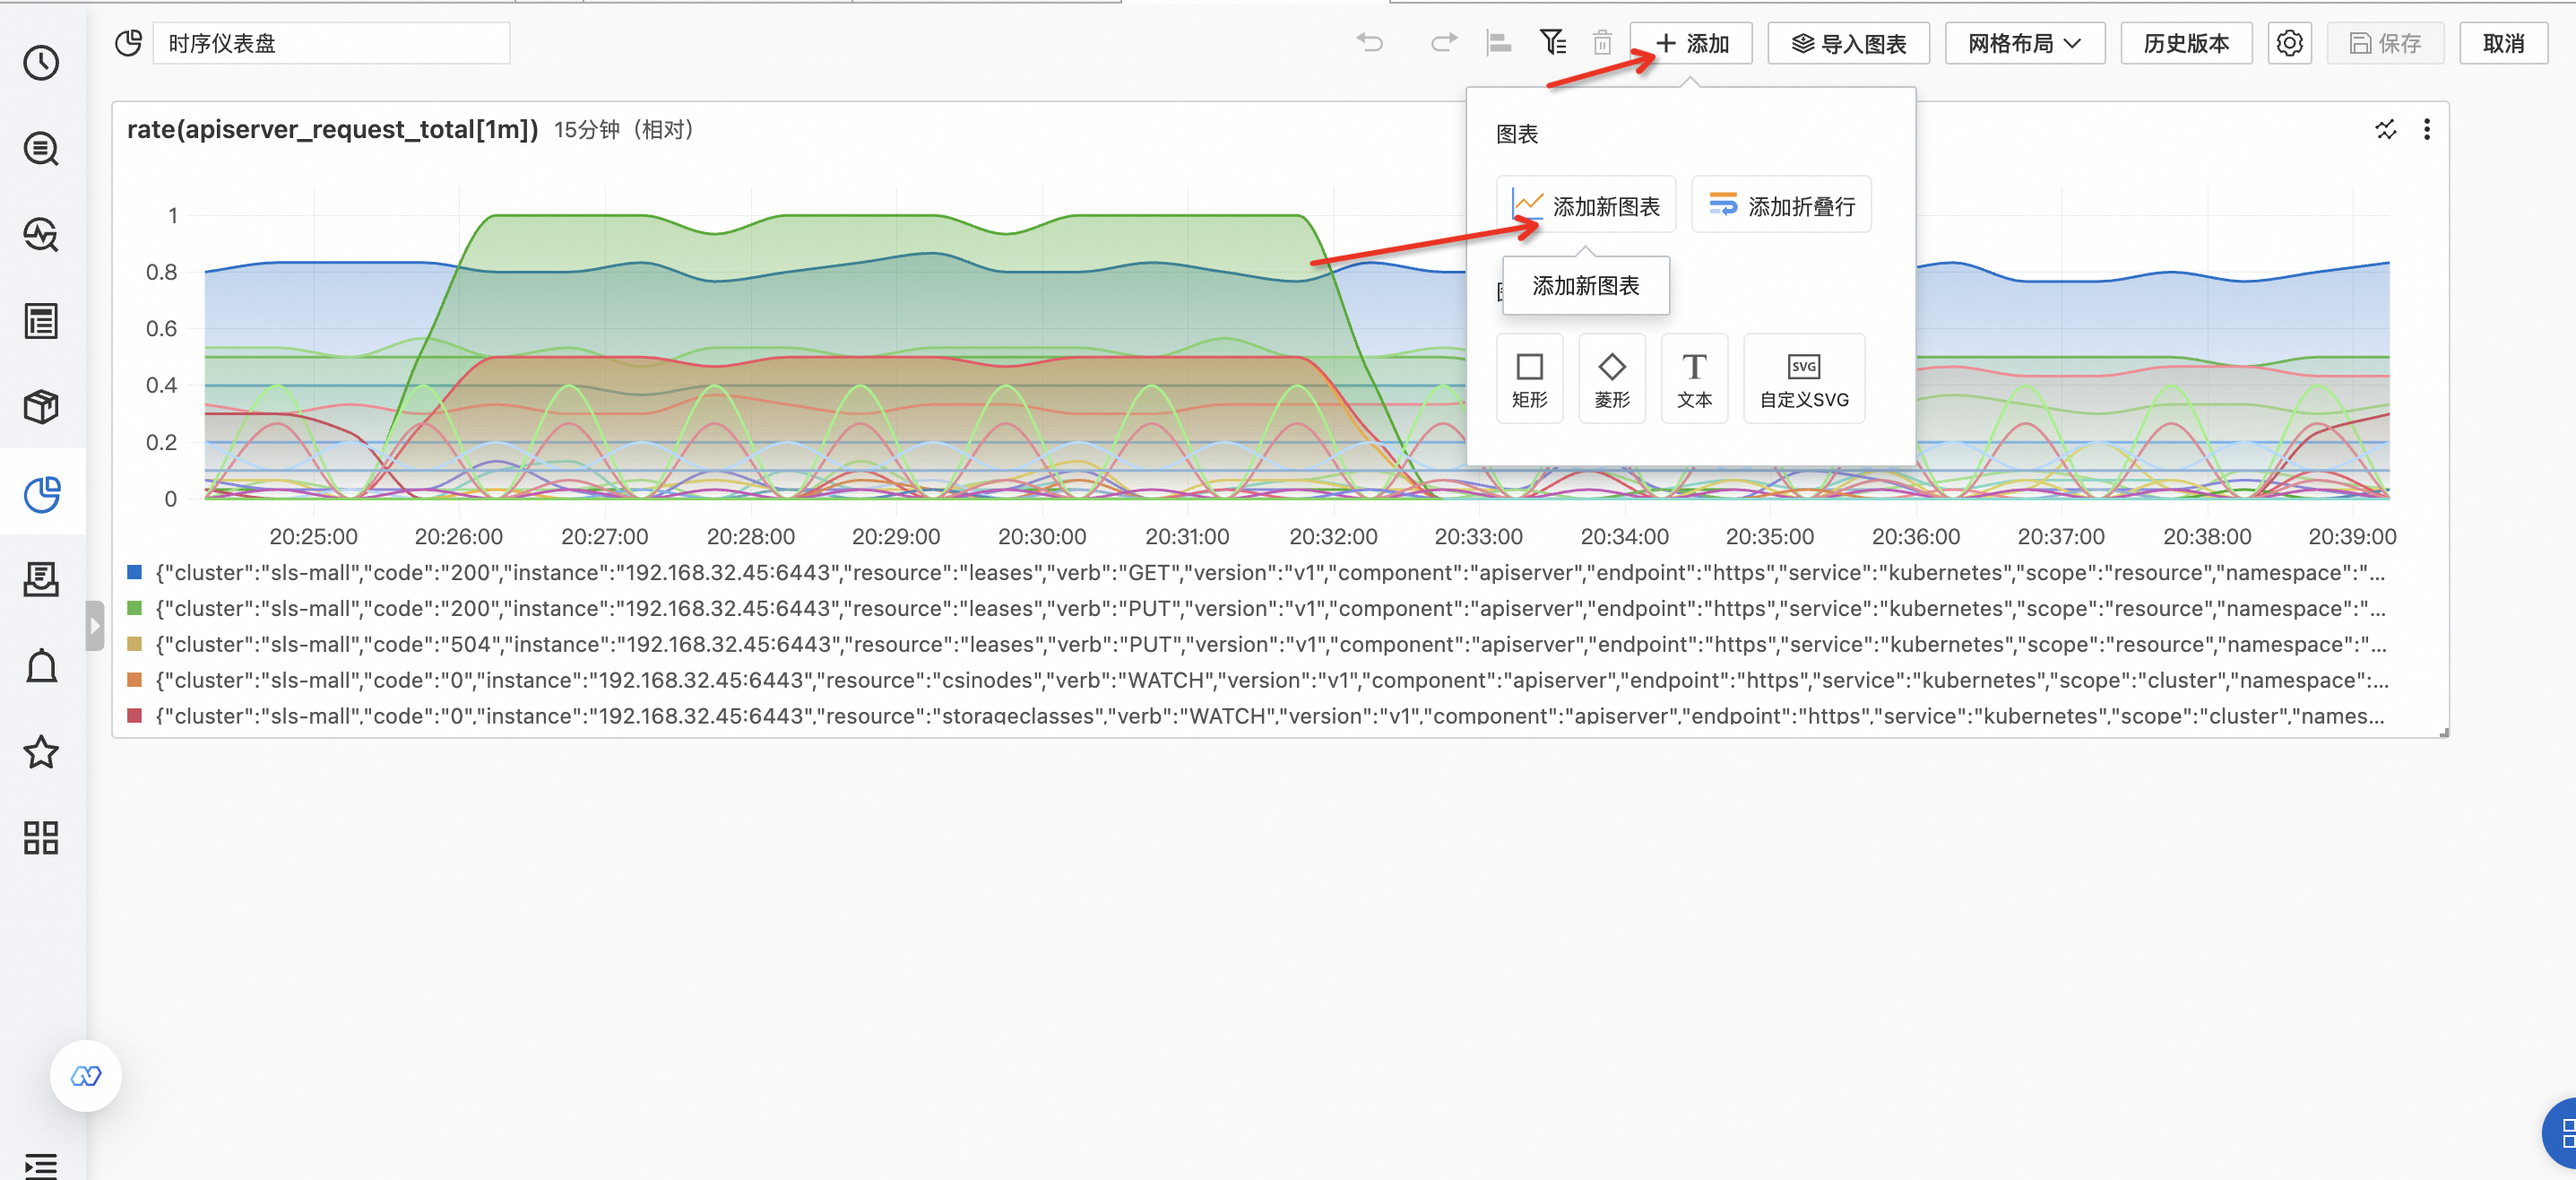 时序仪表盘
添加
导入图表
网格布局
历史版本
保存
取消
rate(apiserver_request_total[1m]) 15分钟（相对）
图表
添加新图表
添加折叠行
添加新图表
矩形
菱形
文本
SVG
自定义SVG
1
0.8
0.6
0.4
0.2
0
20:25:00 20:26:00 20:27:00 20:28:00 20:29:00 20:30:00 20:31:00 20:32:00 20:33:00 20:34:00 20:35:00 20:36:00 20:37:00 20:38:00 20:39:00
{"cluster":"sls-mall","code":"200","instance":"192.168.32.45:6443","resource":"leases","verb":"GET","version":"v1","component":"apiserver","endpoint":"https","service":"kubernetes","scope":"resource","namespace":"...
{"cluster":"sls-mall","code":"200","instance":"192.168.32.45:6443","resource":"leases","verb":"PUT","version":"v1","component":"apiserver","endpoint":"https","service":"kubernetes","scope":"resource","namespace":"...
{"cluster":"sls-mall","code":"504","instance":"192.168.32.45:6443","resource":"leases","verb":"PUT","version":"v1","component":"apiserver","endpoint":"https","service":"kubernetes","scope":"resource","namespace":"...
{"cluster":"sls-mall","code":"0","instance":"192.168.32.45:6443","resource":"csinodes","verb":"WATCH","version":"v1","component":"apiserver","endpoint":"https","service":"kubernetes","scope":"cluster","namespace":...
{"cluster":"sls-mall","code":"0","instance":"192.168.32.45:6443","resource":"storageclasses","verb":"WATCH","version":"v1","component":"apiserver","endpoint":"https","service":"kubernetes","scope":"cluster","names...